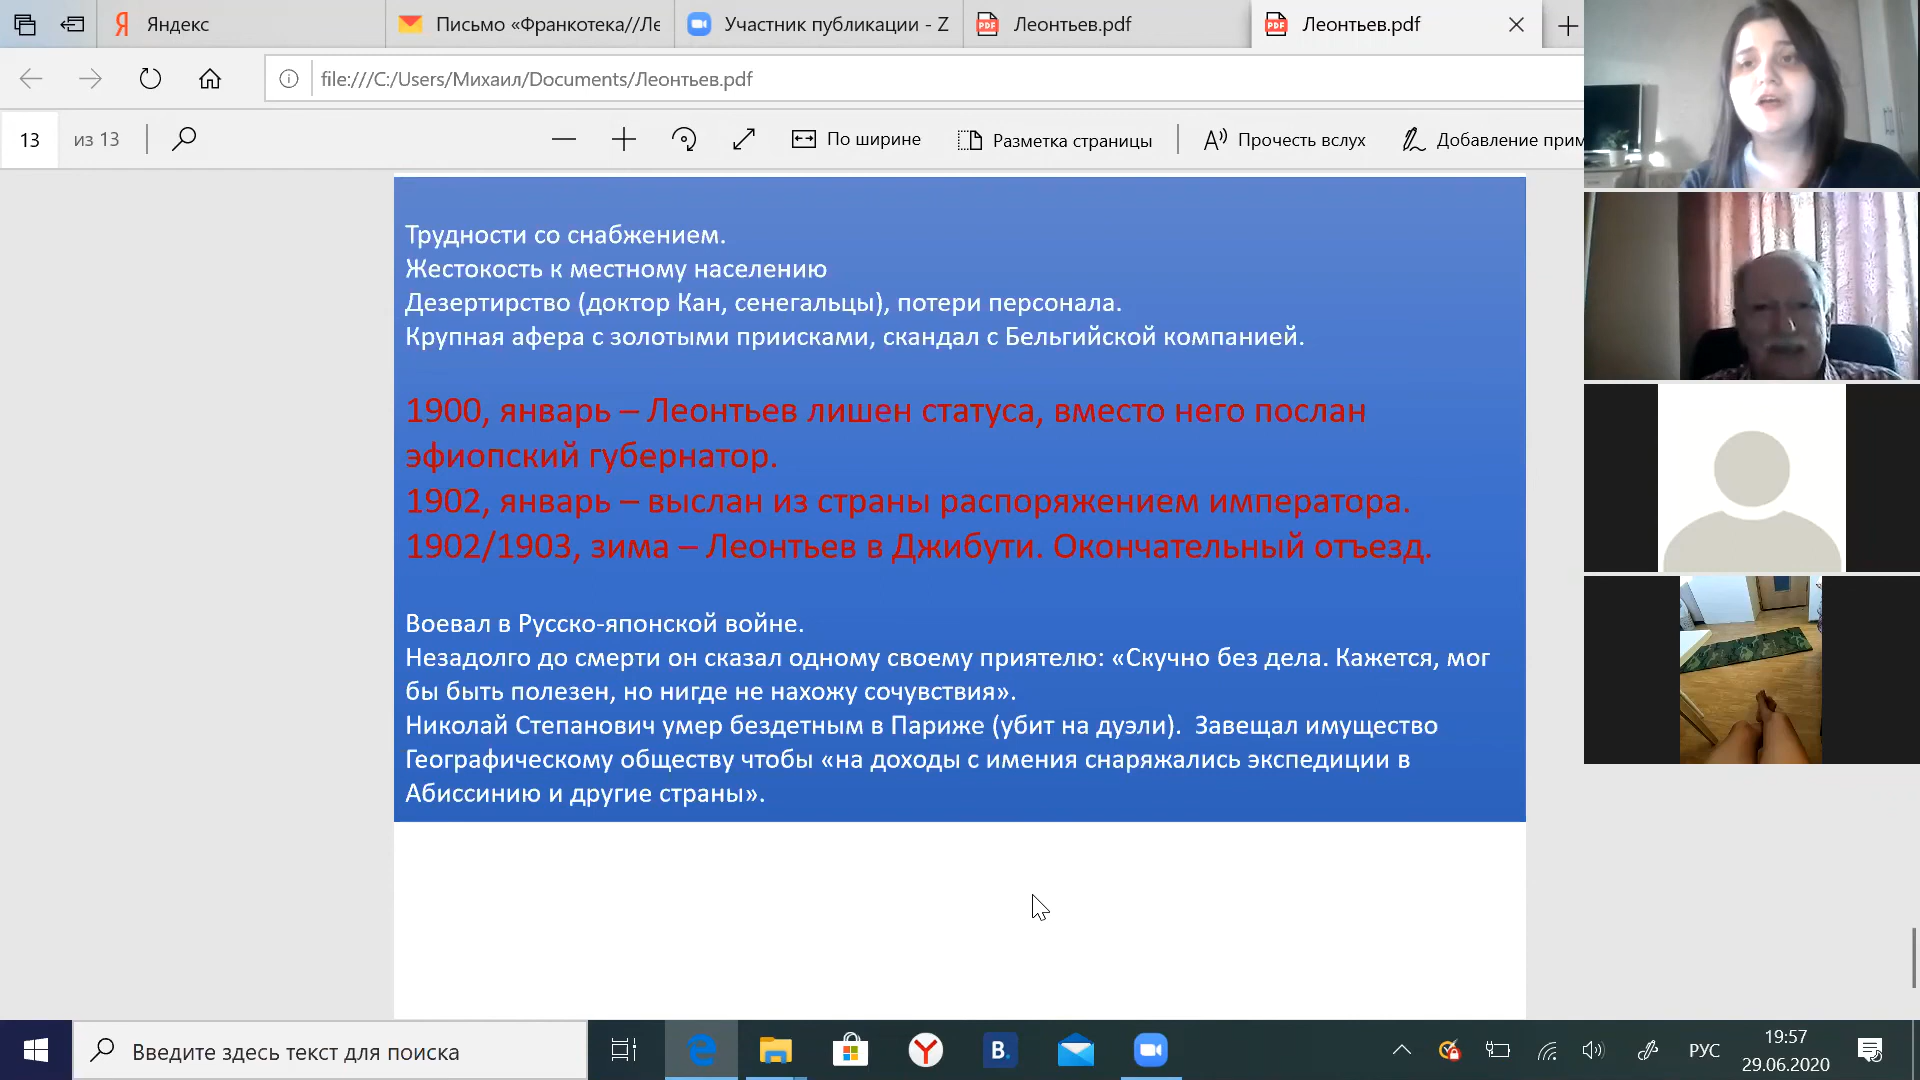 Яндекс
Письмо «Франкотека//Ле
Участник публикации - Z
Леонтьев.pdf
Леонтьев.pdf
file:///C:/Users/Михаил/Documents/Леонтьев.pdf
13 из 13
По ширине
Разметка страницы
Прочесть вслух
Добавление прим
Трудности со снабжением.
Жестокость к местному населению
Дезертирство (доктор Кан, сенегальцы), потери персонала.
Крупная афера с золотыми приисками, скандал с Бельгийской компанией.
1900, январь – Леонтьев лишен статуса, вместо него послан
эфиопский губернатор.
1902, январь – выслан из страны распоряжением императора.
1902/1903, зима – Леонтьев в Джибути. Окончательный отъезд.
Воевал в Русско-японской войне.
Незадолго до смерти он сказал одному своему приятелю: «Скучно без дела. Кажется, мог
бы быть полезен, но нигде не нахожу сочувствия».
Николай Степанович умер бездетным в Париже (убит на дуэли).  Завещал имущество
Географическому обществу чтобы «на доходы с имения снаряжались экспедиции в
Абиссинию и другие страны».
Введите здесь текст для поиска
B.
РУС
19:57
29.06.2020